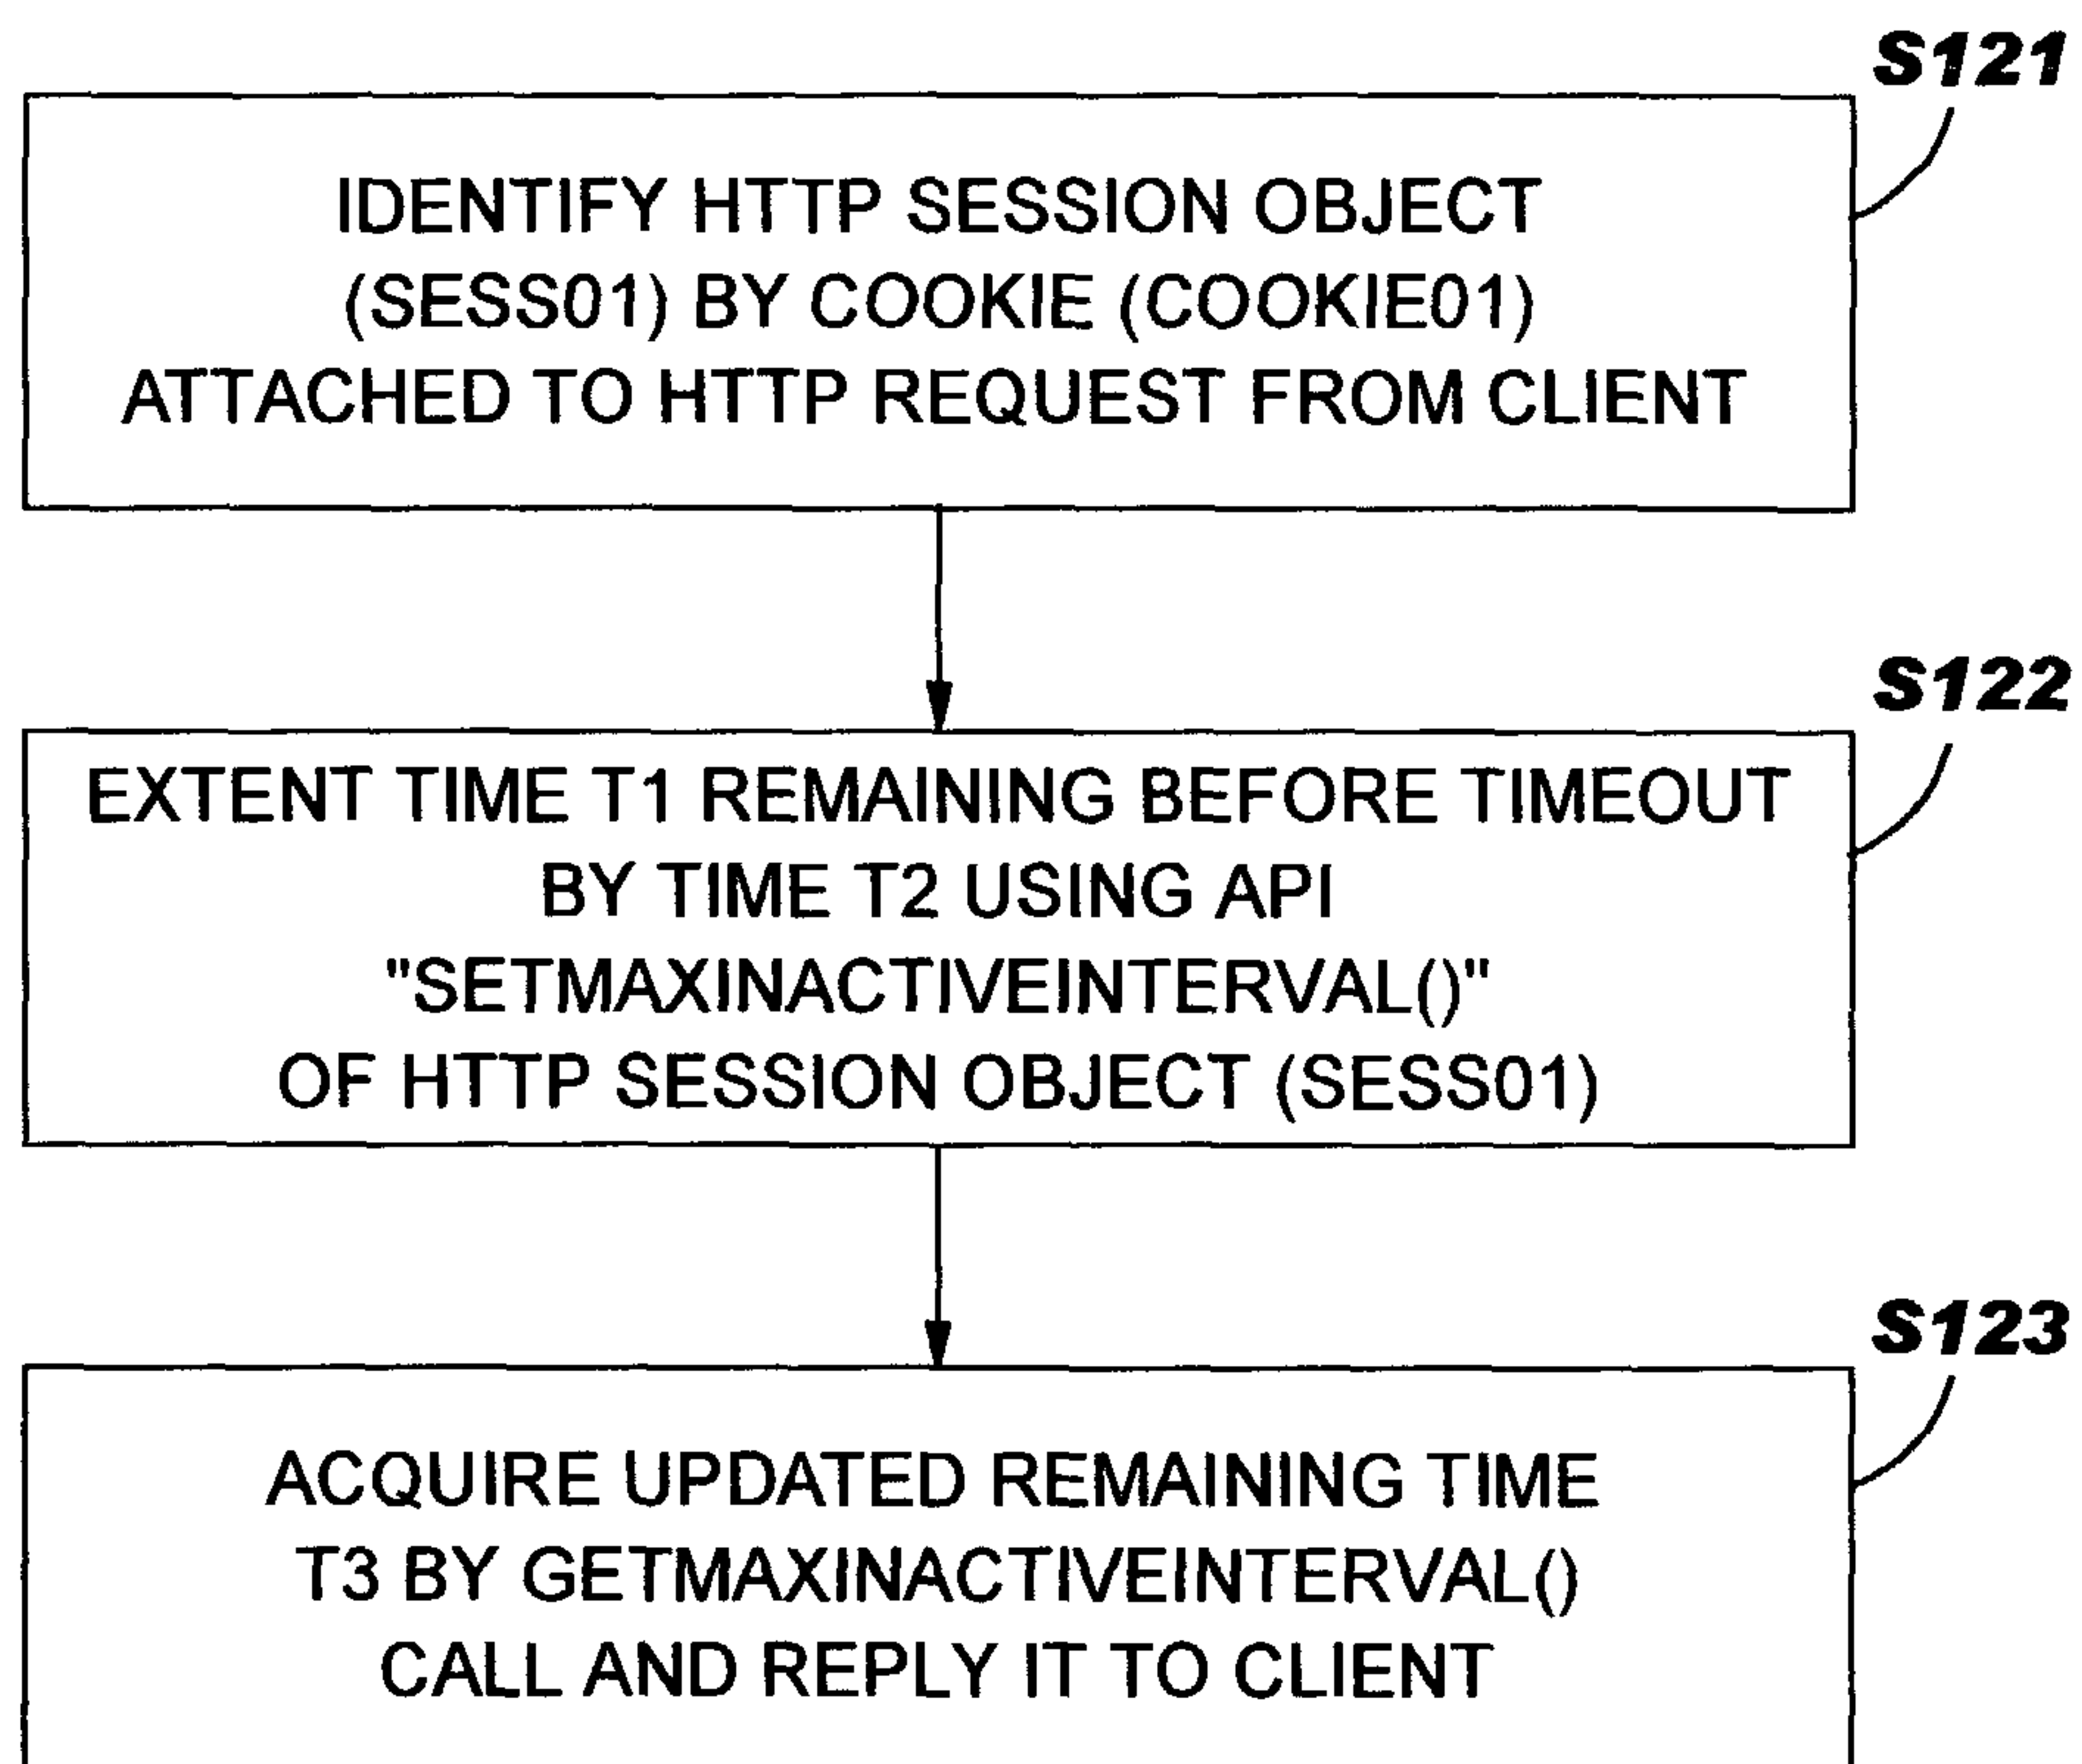 S121
IDENTIFY HTTP SESSION OBJECT
(SESS01) BY COOKIE (COOKIE01)
ATTACHED TO HTTP REQUEST FROM CLIENT
S122
EXTENT TIME T1 REMAINING BEFORE TIMEOUT
BY TIME T2 USING API
"SETMAXINACTIVEINTERVAL()"
OF HTTP SESSION OBJECT (SESS01)
S123
ACQUIRE UPDATED REMAINING TIME
T3 BY GETMAXINACTIVEINTERVAL()
CALL AND REPLY IT TO CLIENT